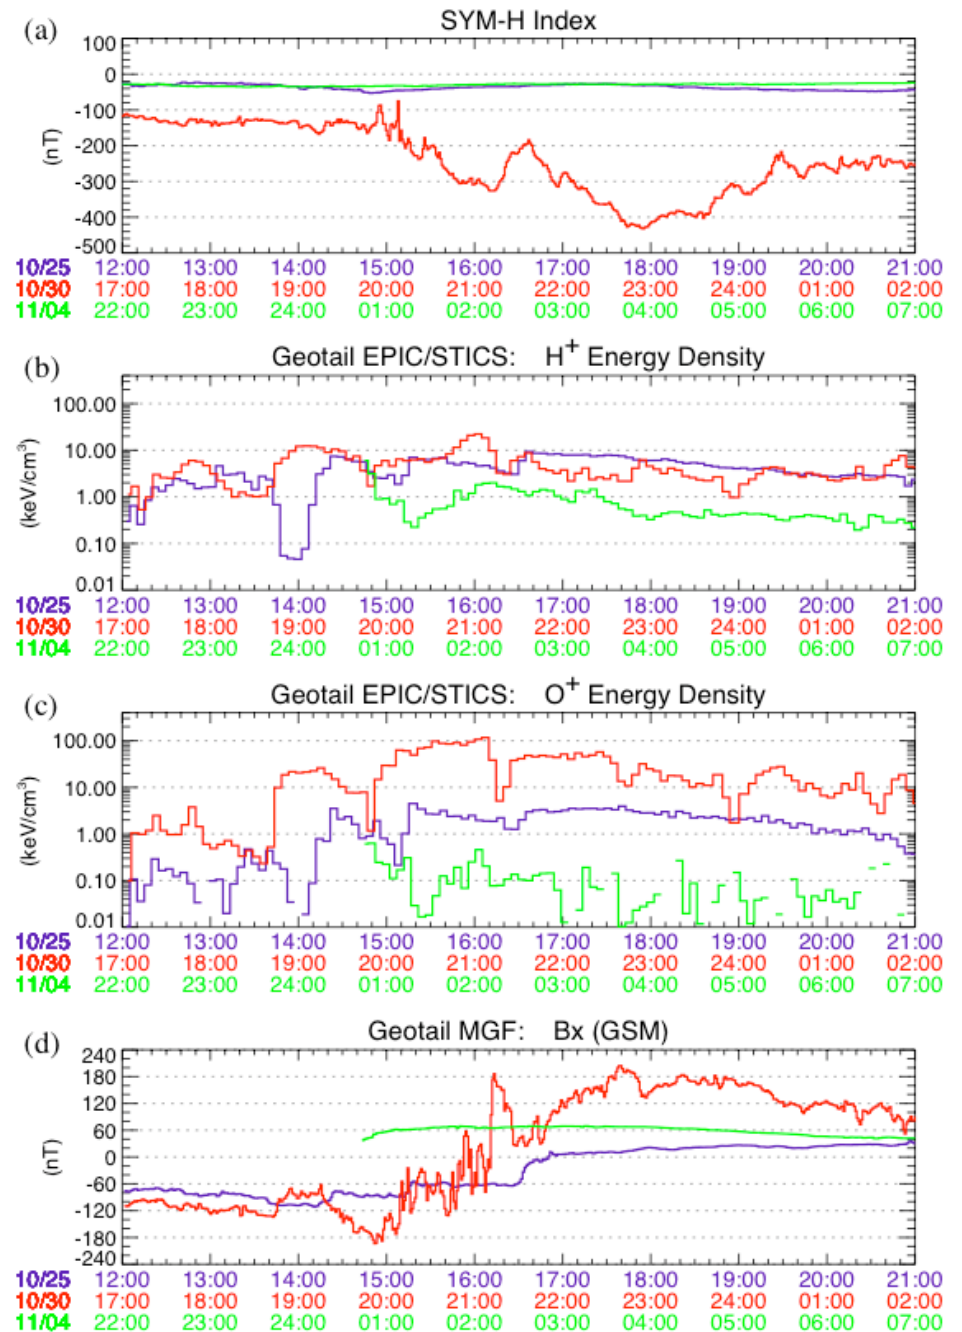 (a)
SYM-H Index
100
0
-100
-200
-300
-400
-500
(nT)
10/25 12:00 13:00 14:00 15:00 16:00 17:00 18:00 19:00 20:00 21:00
10/30 17:00 18:00 19:00 20:00 21:00 22:00 23:00 24:00 01:00 02:00
11/04 22:00 23:00 24:00 01:00 02:00 03:00 04:00 05:00 06:00 07:00
(b)
Geotail EPIC/STICS: H+ Energy Density
100.00
10.00
1.00
0.10
0.01
(keV/cm3)
10/25 12:00 13:00 14:00 15:00 16:00 17:00 18:00 19:00 20:00 21:00
10/30 17:00 18:00 19:00 20:00 21:00 22:00 23:00 24:00 01:00 02:00
11/04 22:00 23:00 24:00 01:00 02:00 03:00 04:00 05:00 06:00 07:00
(c)
Geotail EPIC/STICS: O+ Energy Density
100.00
10.00
1.00
0.10
0.01
(keV/cm3)
10/25 12:00 13:00 14:00 15:00 16:00 17:00 18:00 19:00 20:00 21:00
10/30 17:00 18:00 19:00 20:00 21:00 22:00 23:00 24:00 01:00 02:00
11/04 22:00 23:00 24:00 01:00 02:00 03:00 04:00 05:00 06:00 07:00
(d)
Geotail MGF: Bx (GSM)
240
180
120
60
0
-60
-120
-180
-240
(nT)
10/25 12:00 13:00 14:00 15:00 16:00 17:00 18:00 19:00 20:00 21:00
10/30 17:00 18:00 19:00 20:00 21:00 22:00 23:00 24:00 01:00 02:00
11/04 22:00 23:00 24:00 01:00 02:00 03:00 04:00 05:00 06:00 07:00